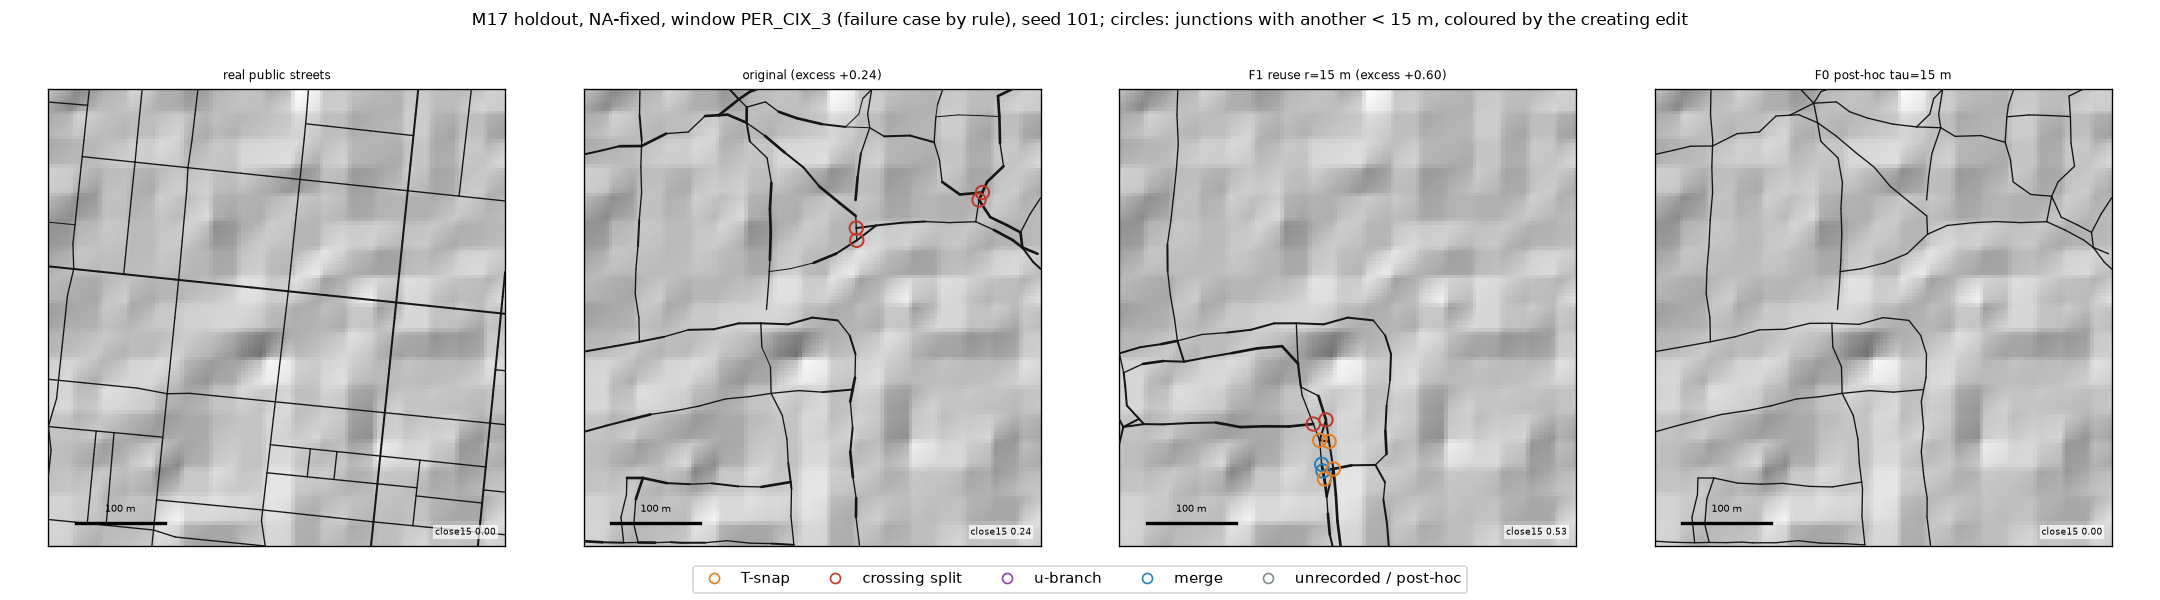 M17 holdout, NA-fixed, window PER_CIX_3 (failure case by rule), seed 101; circles: junctions with another < 15 m, coloured by the creating edit
real public streets
original (excess +0.24)
F1 reuse r=15 m (excess +0.60)
F0 post-hoc tau=15 m
100 m
close15 0.00
100 m
close15 0.24
100 m
close15 0.53
100 m
close15 0.00
T-snap
crossing split
u-branch
merge
unrecorded / post-hoc